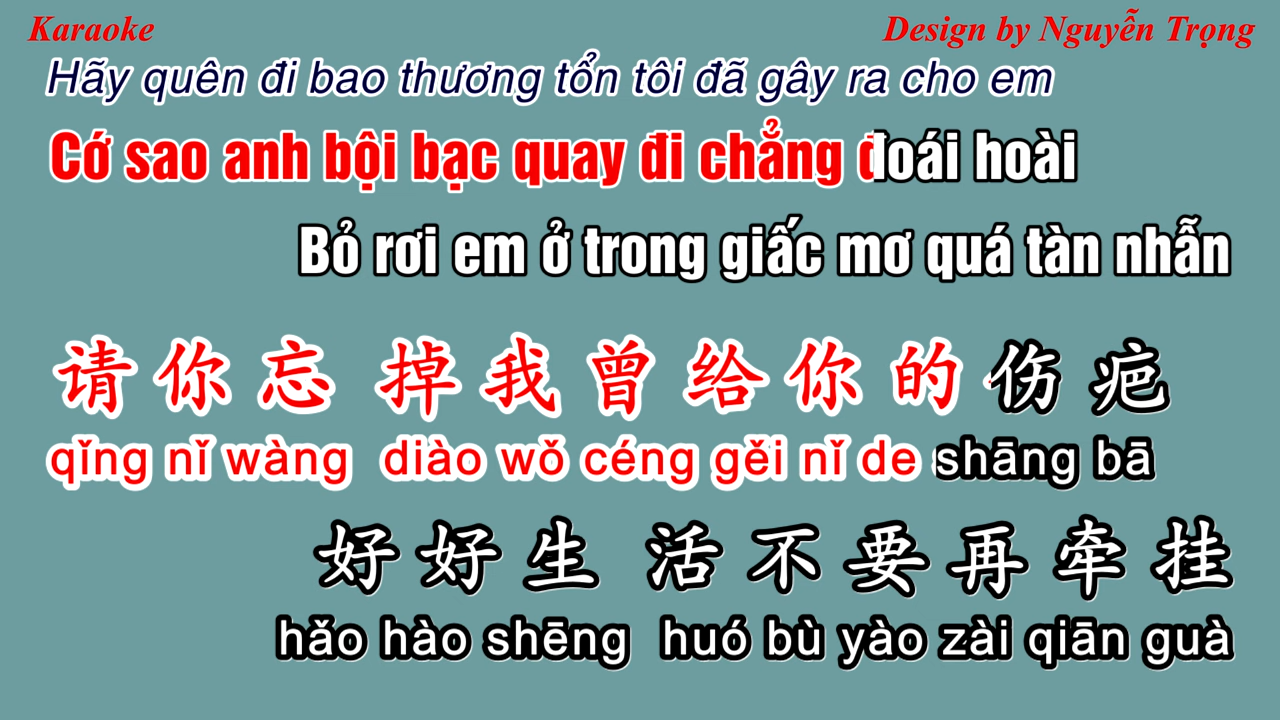 Karaoke
Design by Nguyễn Trọng
Hãy quên đi bao thương tổn tôi đã gây ra cho em
Cớ sao anh bội bạc quay đi chẳng đoái hoài
Bỏ rơi em ở trong giấc mơ quá tàn nhẫn
请你忘 掉我曾给你的伤疤
qǐng nǐ wàng diào wǒ céng gěi nǐ de shāng bā
好好生 活不要再牵挂
hǎo hào shēng huó bù yào zài qiān guà